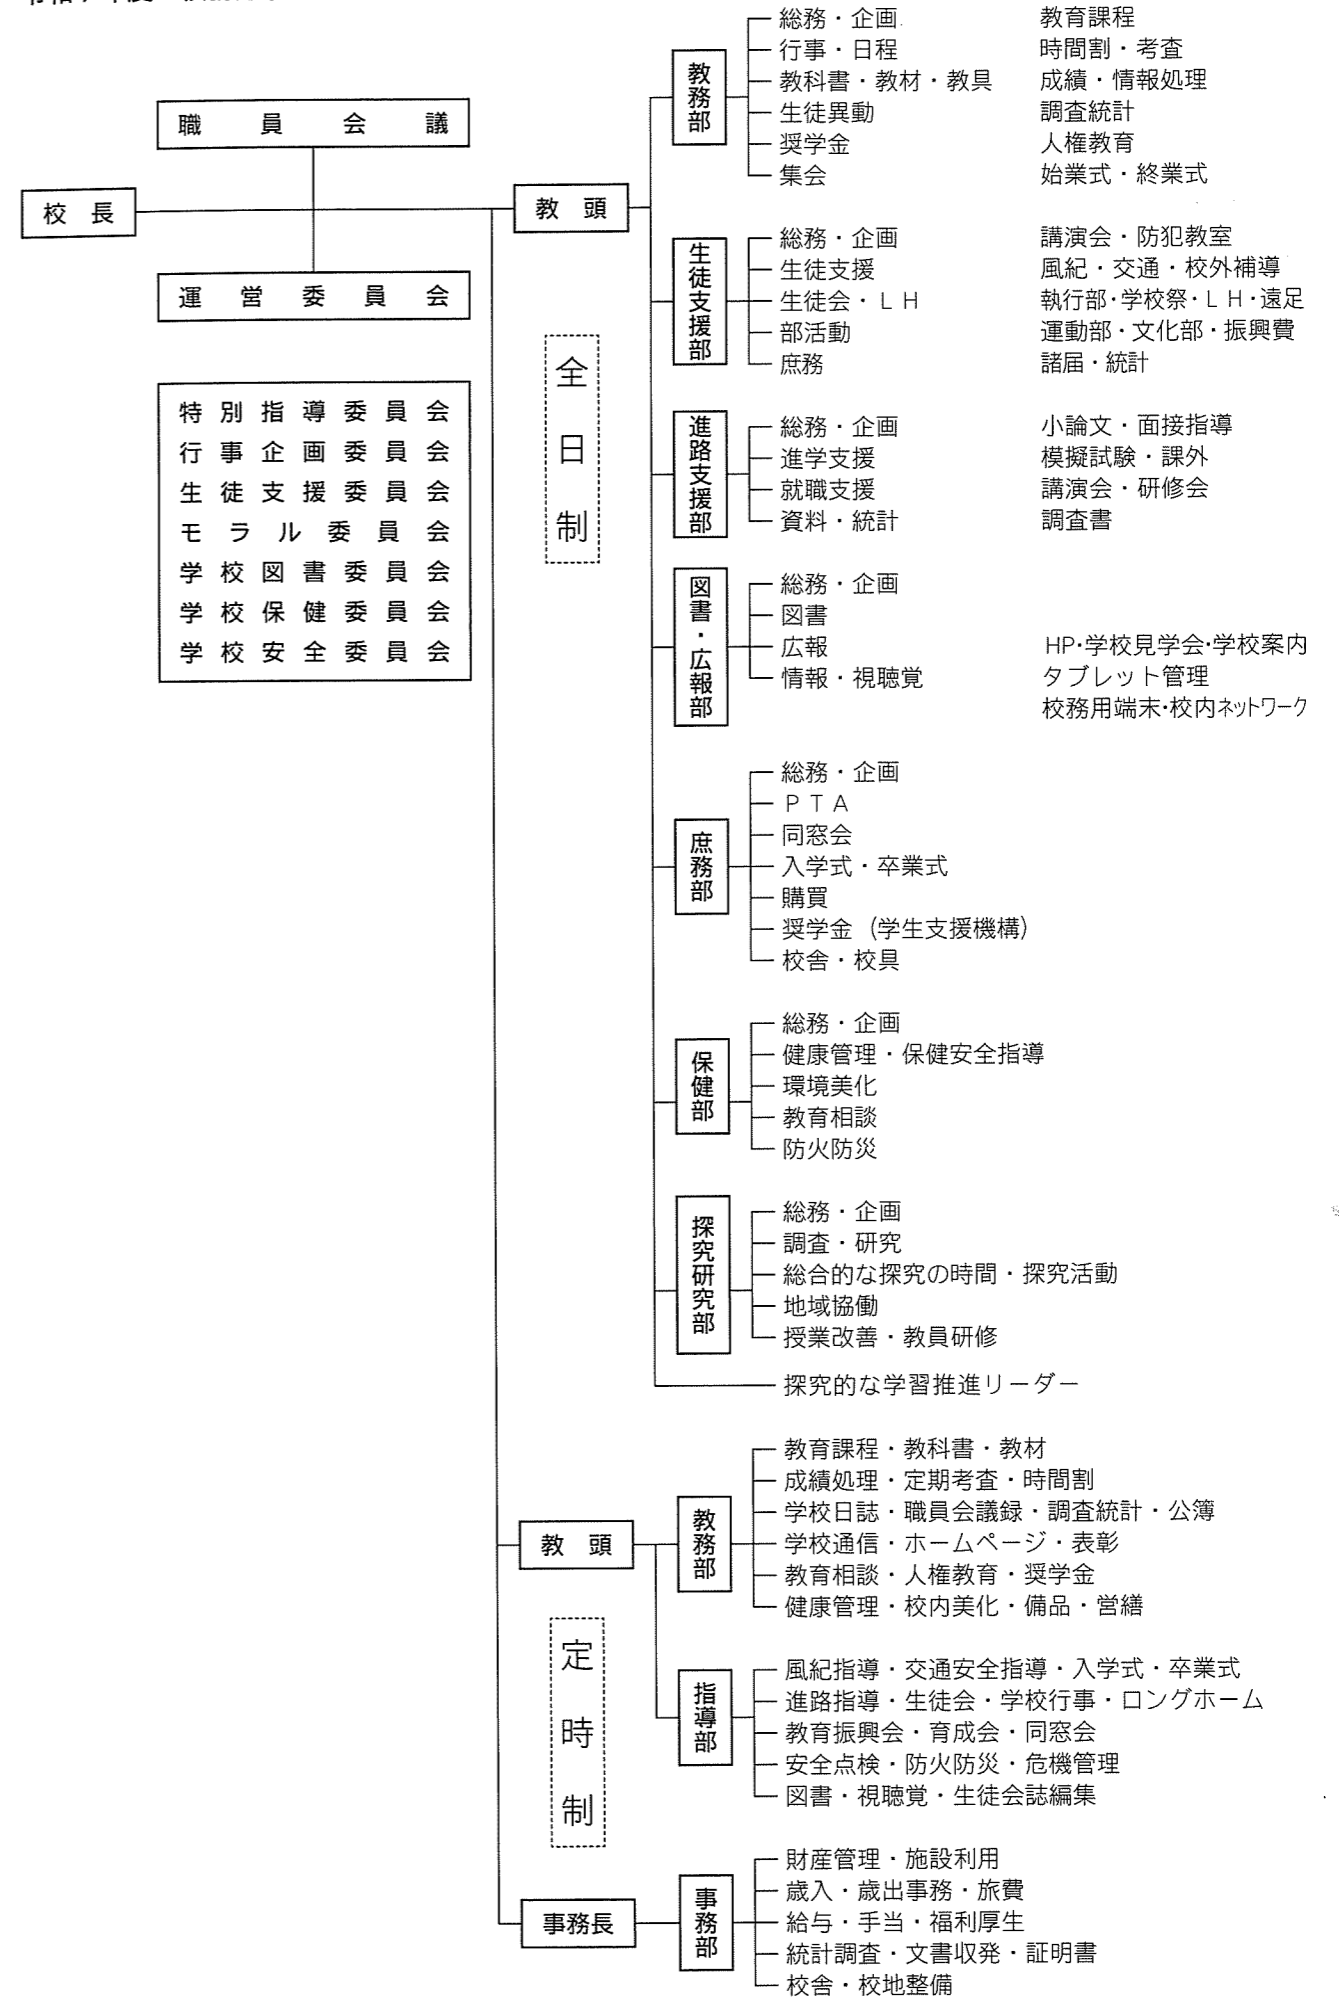 職員会議
校長
運営委員会
特別指導委員会
行事企画委員会
生徒支援委員会
モラル委員会
学校図書委員会
学校保健委員会
学校安全委員会
教頭
全日制
教務部
総務・企画 教育課程
行事・日程 時間割・考査
教科書・教材・教具 成績・情報処理
生徒異動 調査統計
奨学金 人権教育
集会 始業式・終業式
生徒支援部
総務・企画 講演会・防犯教室
生徒支援 風紀・交通・校外補導
生徒会・ＬＨ 執行部・学校祭・ＬＨ・遠足
部活動 運動部・文化部・振興費
庶務 諸届・統計
進路支援部
総務・企画 小論文・面接指導
進学支援 模擬試験・課外
就職支援 講演会・研修会
資料・統計 調査書
図書・広報部
総務・企画
図書
広報 HP・学校見学会・学校案内
情報・視聴覚 タブレット管理
校務用端末・校内ネットワーク
庶務部
総務・企画
ＰＴＡ
同窓会
入学式・卒業式
購買
奨学金（学生支援機構）
校舎・校具
保健部
総務・企画
健康管理・保健安全指導
環境美化
教育相談
防火防災
探究研究部
総務・企画
調査・研究
総合的な探究の時間・探究活動
地域協働
授業改善・教員研修
探究的な学習推進リーダー
教頭
定時制
教務部
教育課程・教科書・教材
成績処理・定期考査・時間割
学校日誌・職員会議録・調査統計・公簿
学校通信・ホームページ・表彰
教育相談・人権教育・奨学金
健康管理・校内美化・備品・営繕
指導部
風紀指導・交通安全指導・入学式・卒業式
進路指導・生徒会・学校行事・ロングホーム
教育振興会・育成会・同窓会
安全点検・防火防災・危機管理
図書・視聴覚・生徒会誌編集
事務長
事務部
財産管理・施設利用
歳入・歳出事務・旅費
給与・手当・福利厚生
統計調査・文書収発・証明書
校舎・校地整備